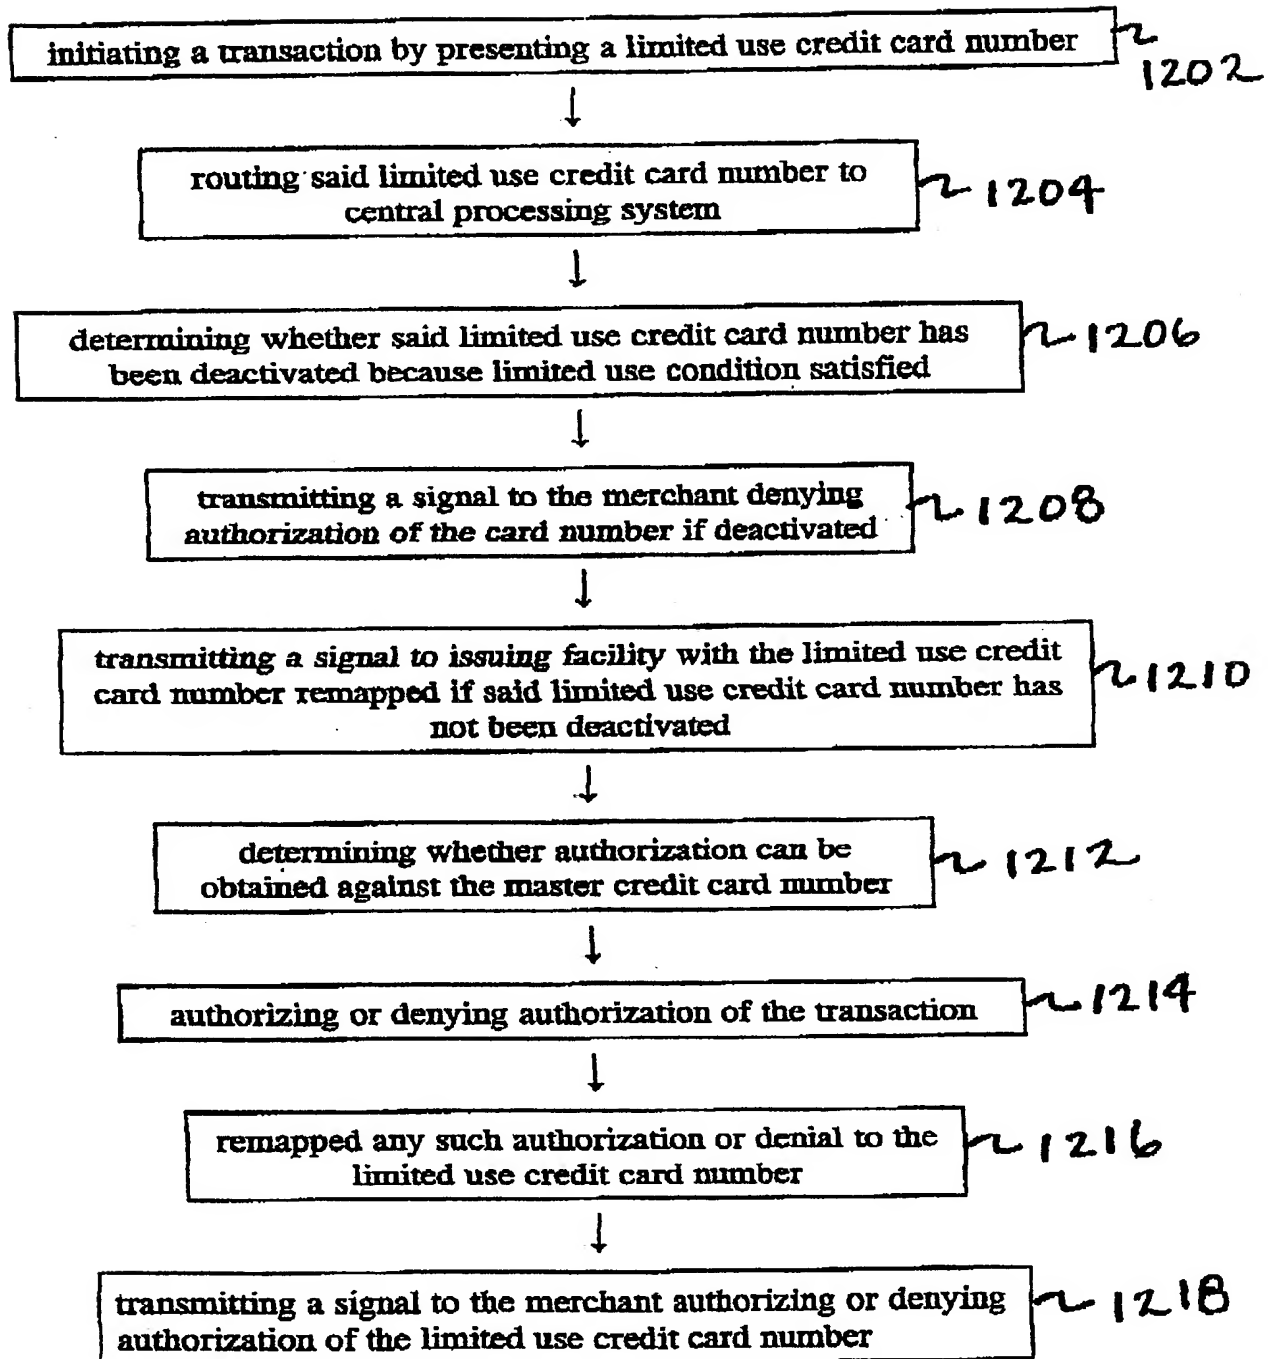 initiating a transaction by presenting a limited use credit card number
1202
routing said limited use credit card number to
central processing system
1204
determining whether said limited use credit card number has
been deactivated because limited use condition satisfied
1206
transmitting a signal to the merchant denying
authorization of the card number if deactivated
1208
transmitting a signal to issuing facility with the limited use credit
card number remapped if said limited use credit card number has
not been deactivated
1210
determining whether authorization can be
obtained against the master credit card number
1212
authorizing or denying authorization of the transaction
1214
remapped any such authorization or denial to the
limited use credit card number
1216
transmitting a signal to the merchant authorizing or denying
authorization of the limited use credit card number
1218